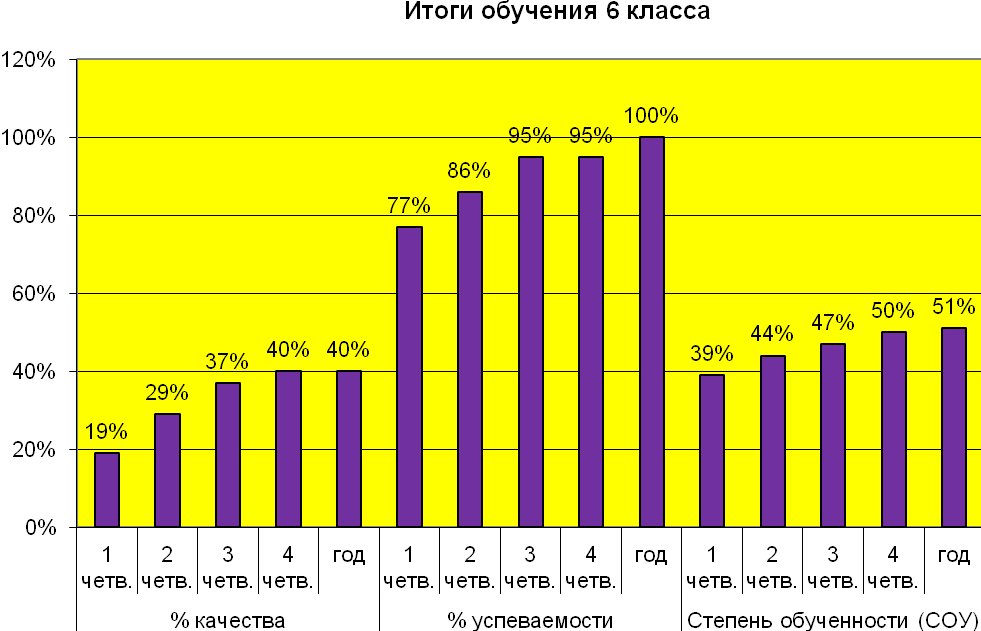 Итоги обучения 6 класса
120%
100%
80%
60%
40%
20%
0%
19%
29%
37%
40%
40%
77%
86%
95%
95%
100%
39%
44%
47%
50%
51%
1 четв.
2 четв.
3 четв.
4 четв.
год
1 четв.
2 четв.
3 четв.
4 четв.
год
1 четв.
2 четв.
3 четв.
4 четв.
год
% качества
% успеваемости
Степень обученности (СОУ)